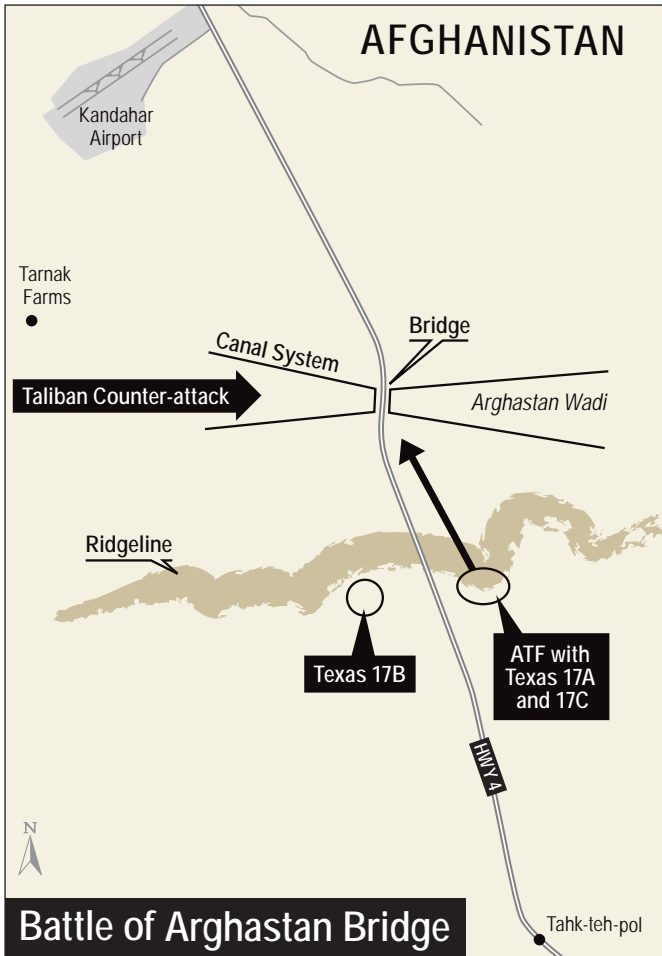 AFGHANISTAN
Kandahar
Airport
Tarnak
Farms
Bridge
Canal System
Taliban Counter-attack
Arghastan Wadi
Ridgeline
Texas 17B
ATF with
Texas 17A
and 17C
HWY 4
N
Tahk-teh-pol
Battle of Arghastan Bridge